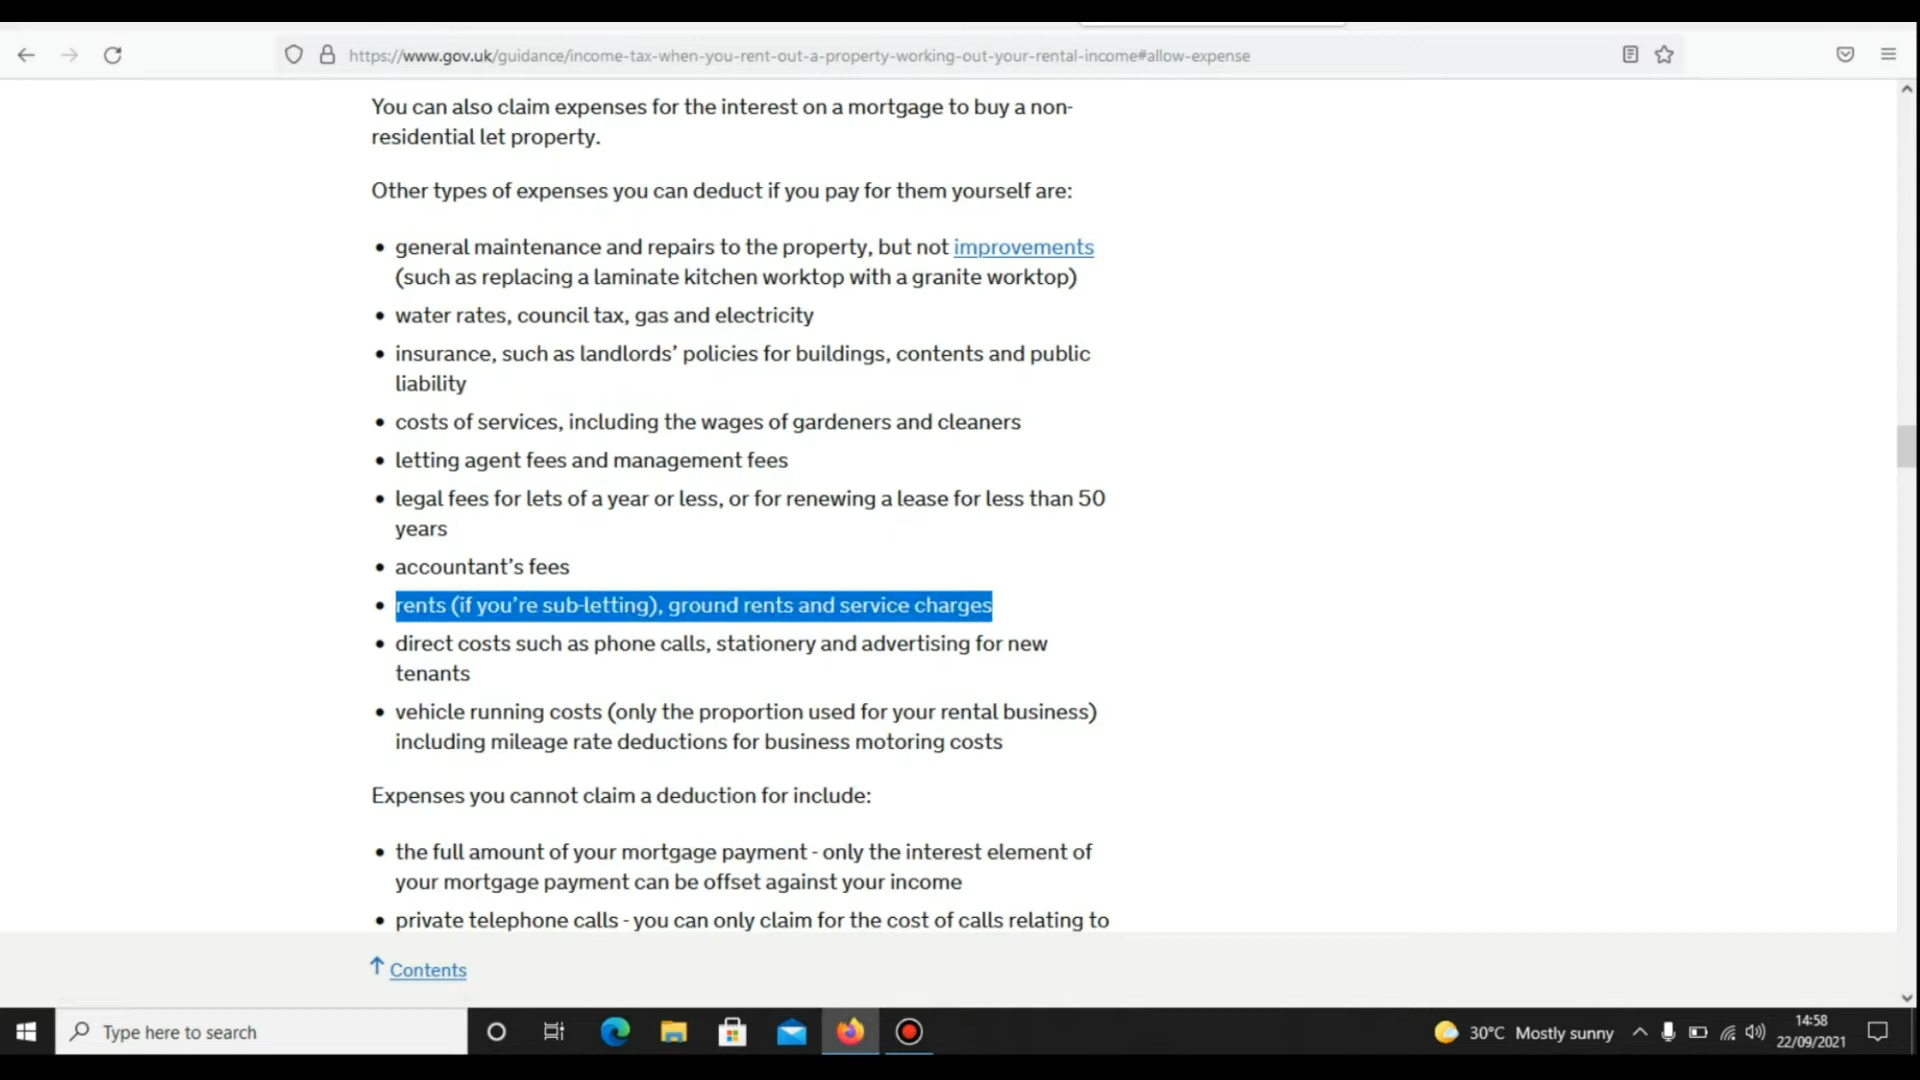 https://www.gov.uk/guidance/income-tax-when-you-rent-out-a-property-working-out-your-rental-income#allow-expense
You can also claim expenses for the interest on a mortgage to buy a non-
residential let property.
Other types of expenses you can deduct if you pay for them yourself are:
• general maintenance and repairs to the property, but not improvements
(such as replacing a laminate kitchen worktop with a granite worktop)
• water rates, council tax, gas and electricity
• insurance, such as landlords’ policies for buildings, contents and public
liability
• costs of services, including the wages of gardeners and cleaners
• letting agent fees and management fees
• legal fees for lets of a year or less, or for renewing a lease for less than 50
years
• accountant’s fees
• rents (if you’re sub-letting), ground rents and service charges
• direct costs such as phone calls, stationery and advertising for new
tenants
• vehicle running costs (only the proportion used for your rental business)
including mileage rate deductions for business motoring costs
Expenses you cannot claim a deduction for include:
• the full amount of your mortgage payment - only the interest element of
your mortgage payment can be offset against your income
• private telephone calls - you can only claim for the cost of calls relating to
Contents
Type here to search
30°C Mostly sunny
14:58
22/09/2021